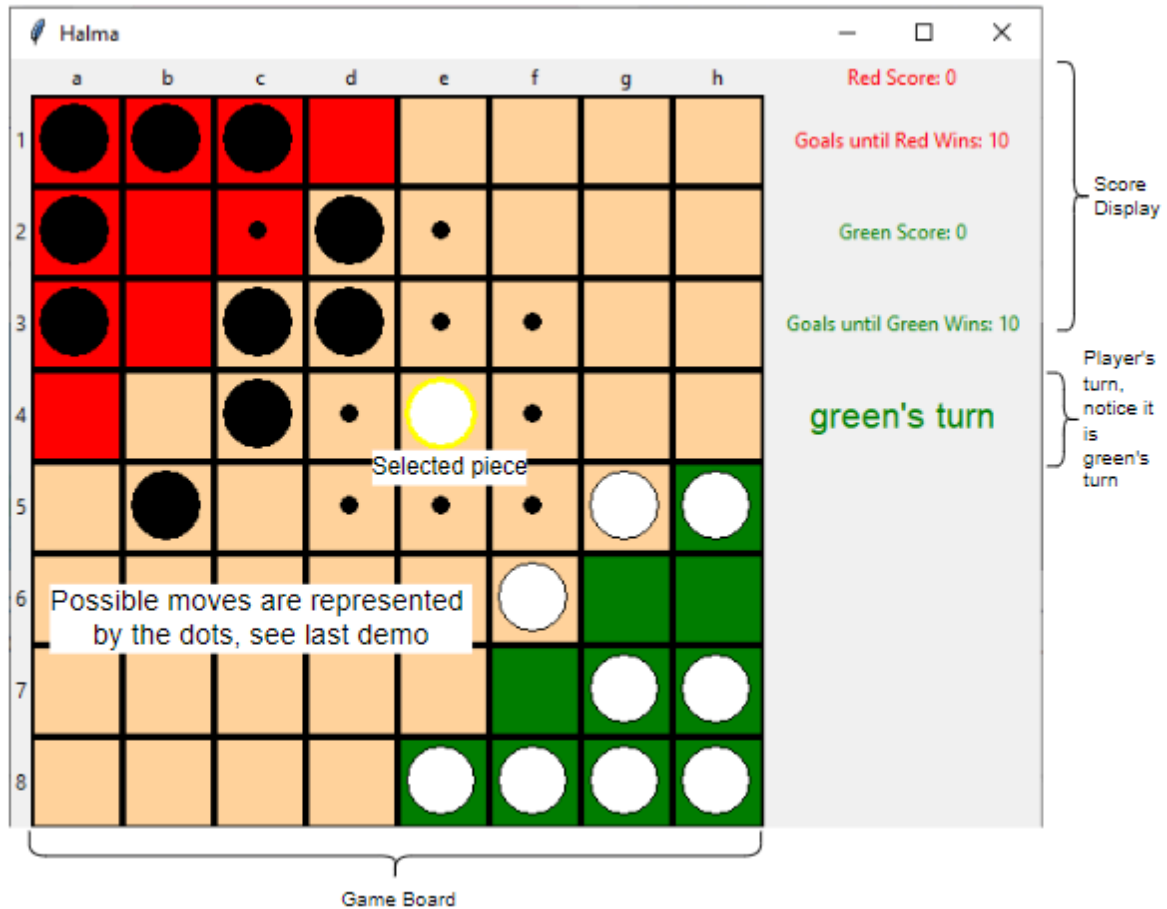 Halma
a b c d e f g h
Red Score: 0
1
Goals until Red Wins: 10
Score
Display
2
Green Score: 0
3
Goals until Green Wins: 10
Player's
turn,
notice it
is
green's
turn
4
green's turn
Selected piece
5
6
Possible moves are represented
by the dots, see last demo
7
8
Game Board